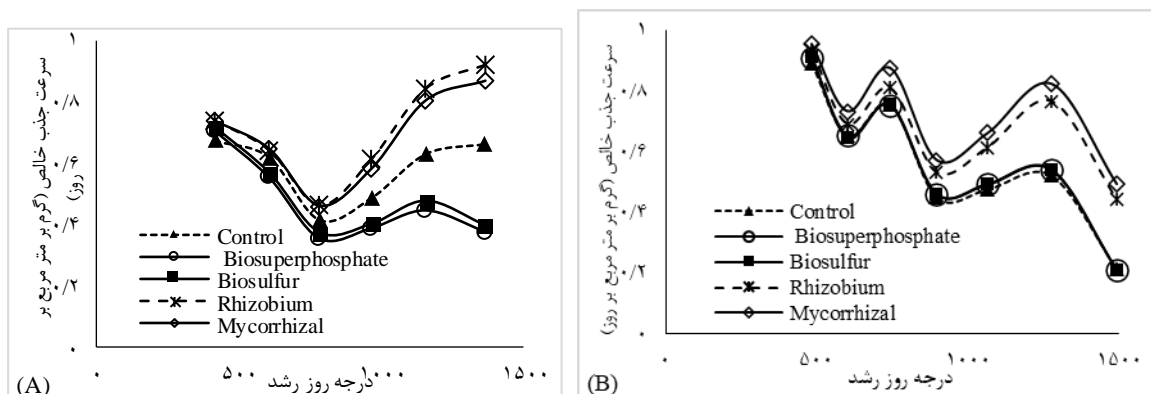 ۱
۰/۸
۰/۶
۰/۴
۰/۲
۰
سرعت جذب خالص (گرم بر متر مربع بر
روز)
Control
Biosuperphosphate
Biosulfur
Rhizobium
Mycorrhizal
۰
۵۰۰
۱۰۰۰
۱۵۰۰
درجه روز رشد
(A)
۱
۰/۸
۰/۶
۰/۴
۰/۲
۰
سرعت جذب خالص (گرم بر متر مربع بر روز)
Control
Biosuperphosphate
Biosulfur
Rhizobium
Mycorrhizal
۰
۵۰۰
۱۰۰۰
۱۵۰۰
درجه روز رشد
(B)